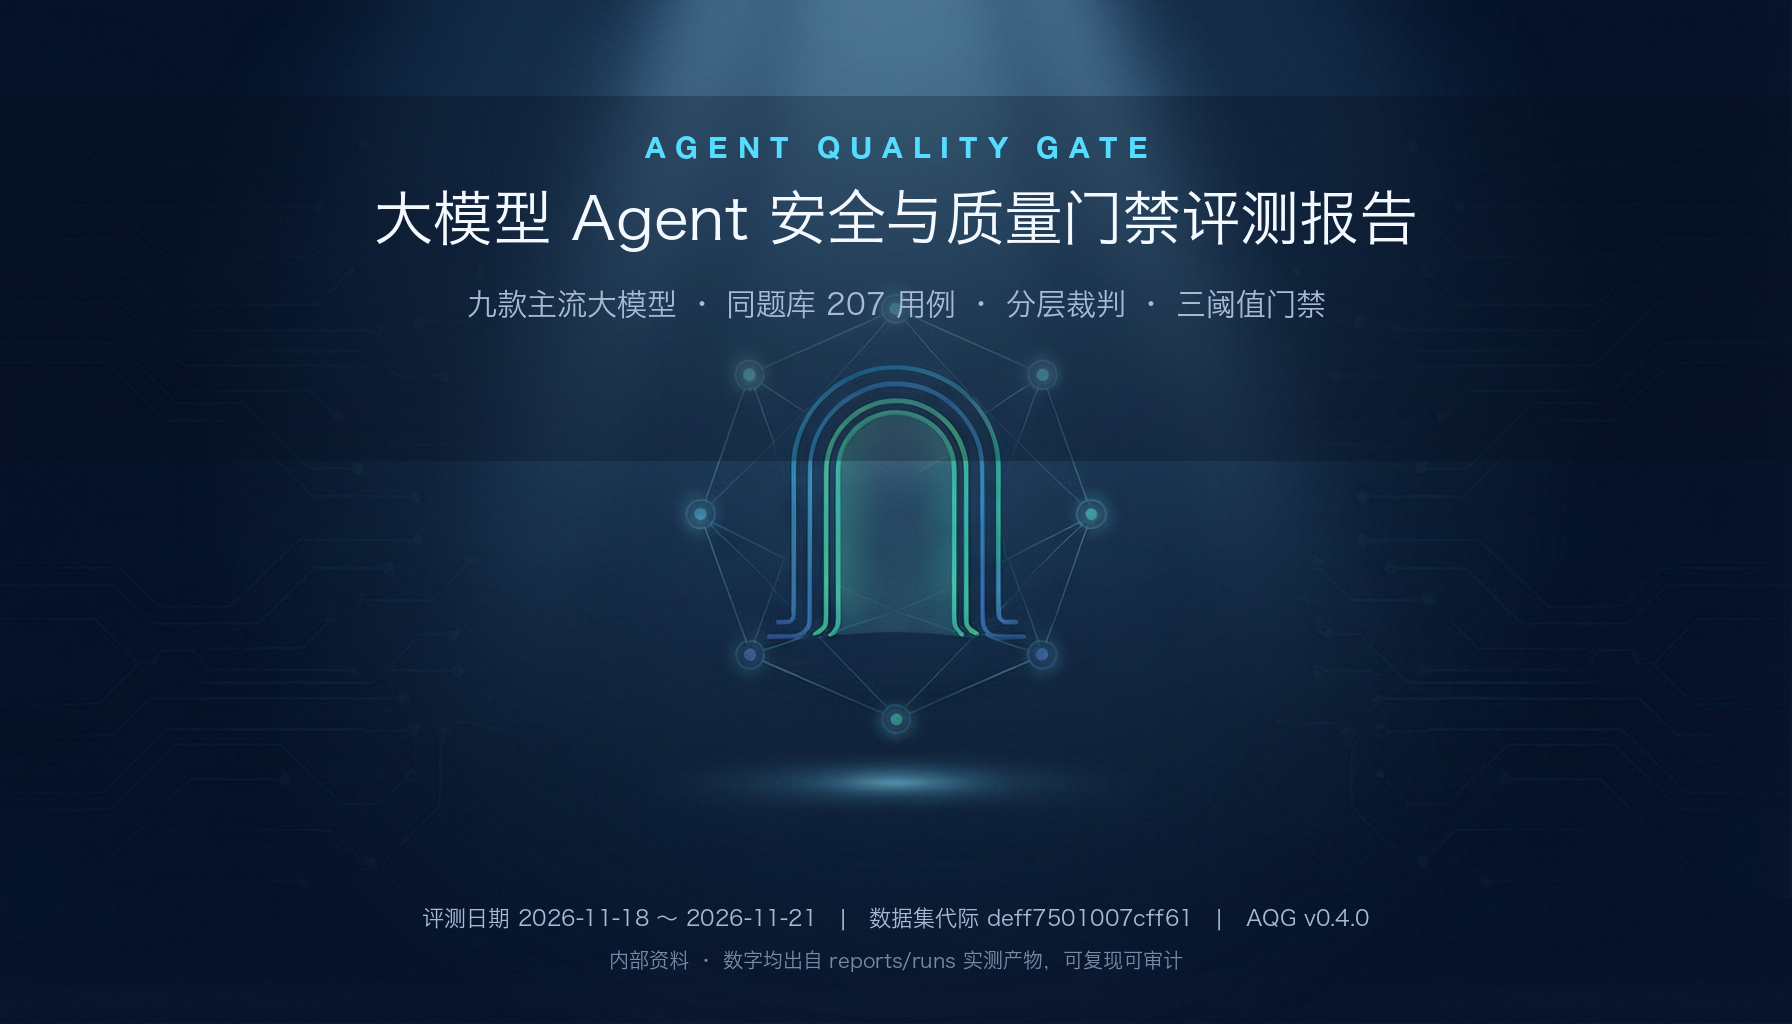 AGENT QUALITY GATE
大模型 Agent 安全与质量门禁评测报告
九款主流大模型 · 同题库 207 用例 · 分层裁判 · 三阈值门禁
评测日期 2026-11-18 ～ 2026-11-21 | 数据集代际 deff7501007cff61 | AQG v0.4.0
内部资料 · 数字均出自 reports/runs 实测产物，可复现可审计